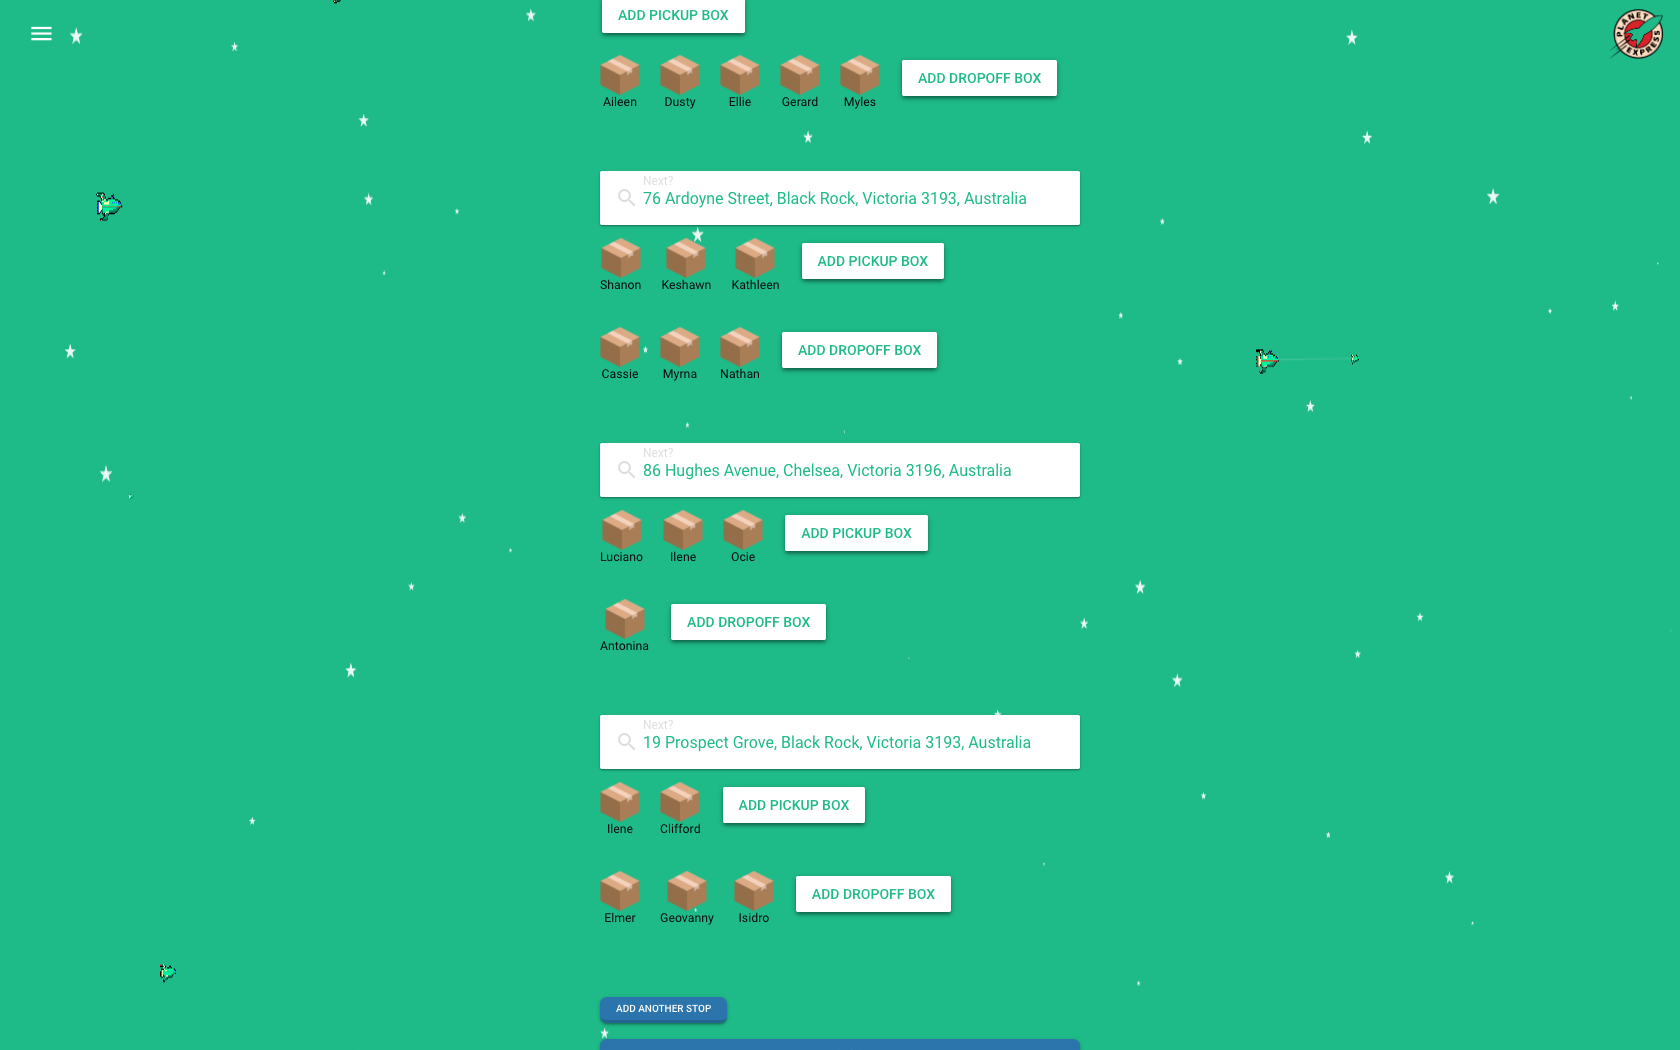 ADD PICKUP BOX
PLANET EXPRESS
Aileen Dusty Ellie Gerard Myles ADD DROPOFF BOX
Next?
76 Ardoyne Street, Black Rock, Victoria 3193, Australia
Shanon Keshawn Kathleen ADD PICKUP BOX
Cassie Myrna Nathan ADD DROPOFF BOX
Next?
86 Hughes Avenue, Chelsea, Victoria 3196, Australia
Luciano Ilene Ocie ADD PICKUP BOX
Antonina ADD DROPOFF BOX
Next?
19 Prospect Grove, Black Rock, Victoria 3193, Australia
Ilene Clifford ADD PICKUP BOX
Elmer Geovanny Isidro ADD DROPOFF BOX
ADD ANOTHER STOP